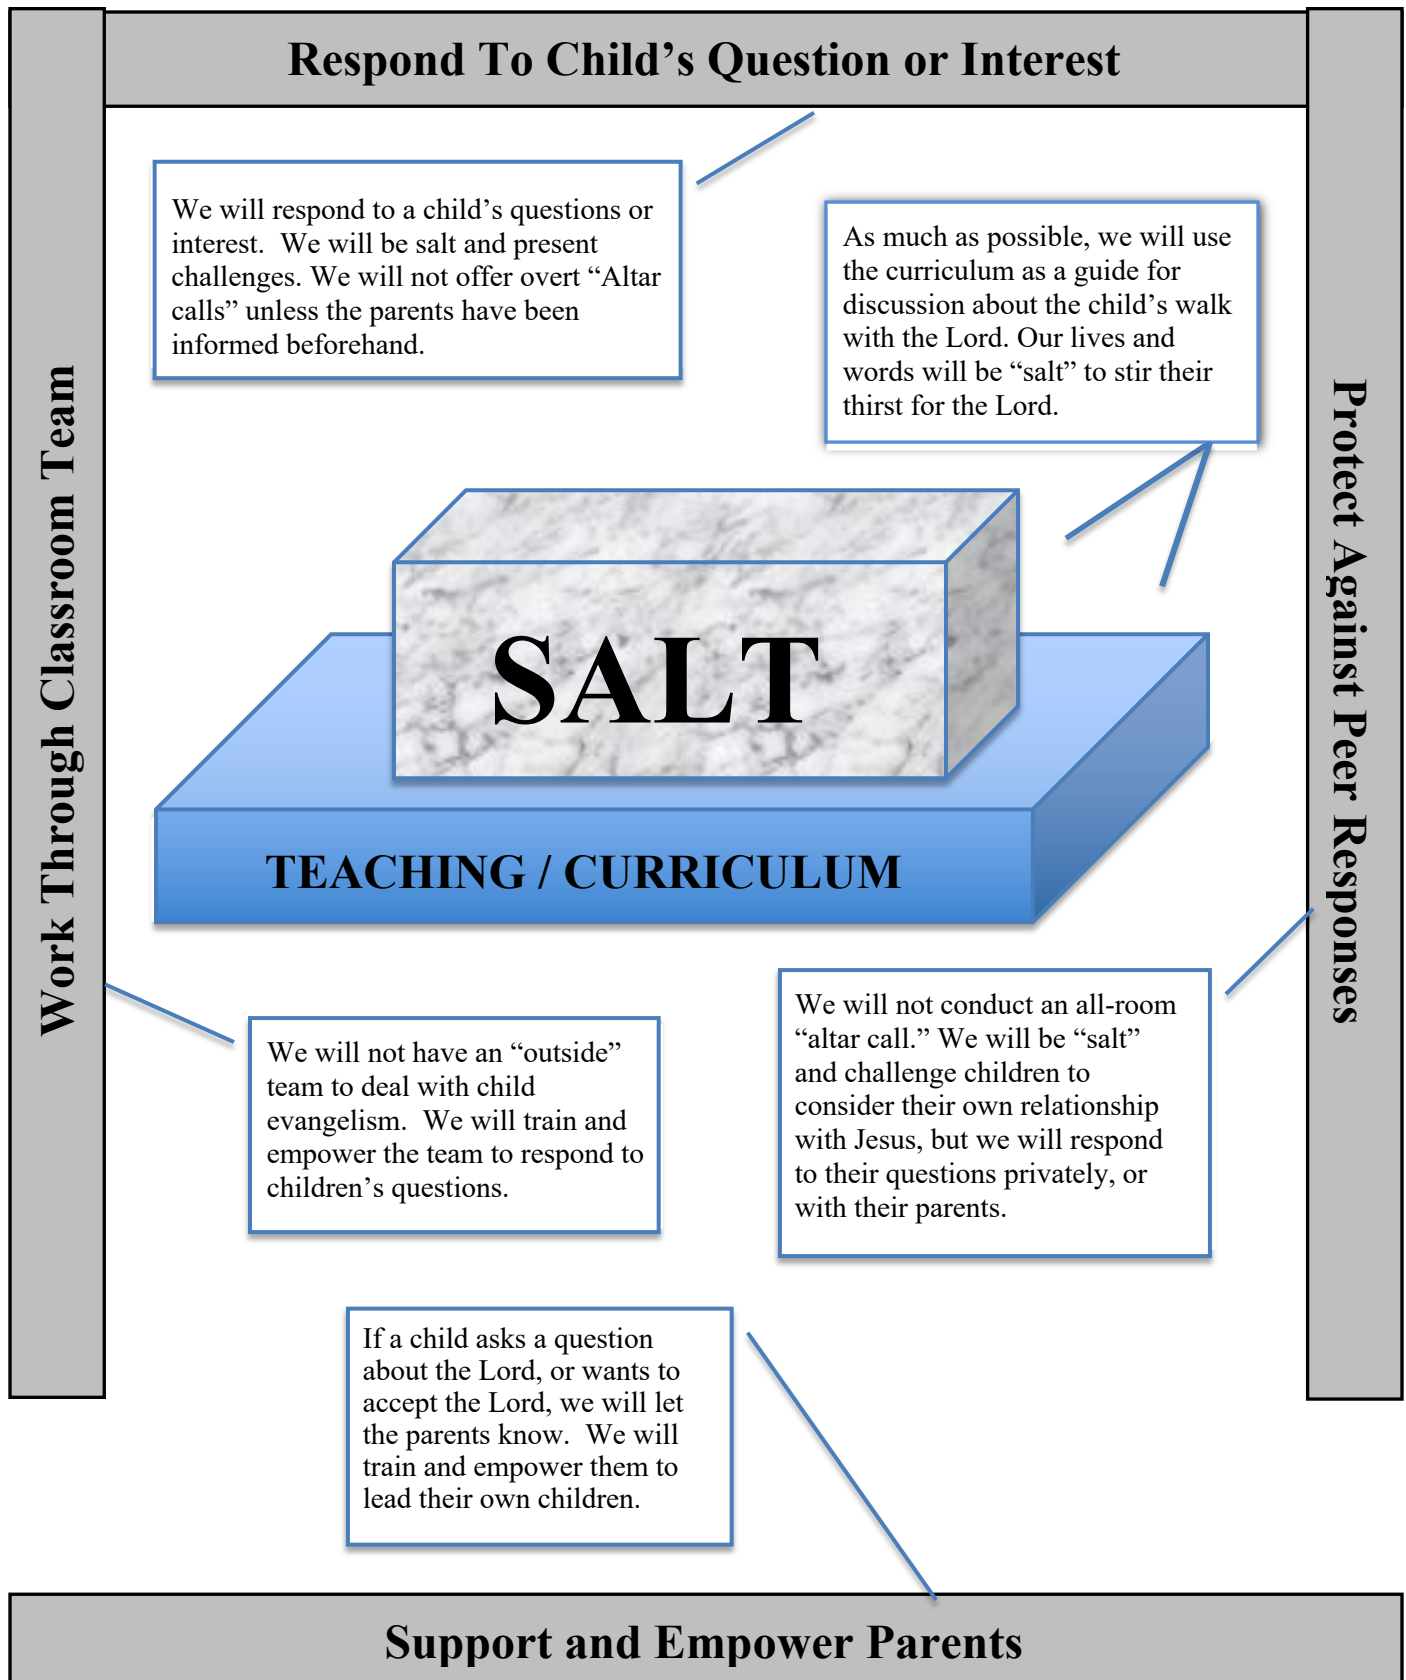 Respond To Child’s Question or Interest
We will respond to a child’s questions or
interest.  We will be salt and present
challenges. We will not offer overt “Altar
calls” unless the parents have been
informed beforehand.
As much as possible, we will use
the curriculum as a guide for
discussion about the child’s walk
with the Lord. Our lives and
words will be “salt” to stir their
thirst for the Lord.
Work Through Classroom Team
Protect Against Peer Responses
SALT
TEACHING / CURRICULUM
We will not have an “outside”
team to deal with child
evangelism.  We will train and
empower the team to respond to
children’s questions.
We will not conduct an all-room
“altar call.” We will be “salt”
and challenge children to
consider their own relationship
with Jesus, but we will respond
to their questions privately, or
with their parents.
If a child asks a question
about the Lord, or wants to
accept the Lord, we will let
the parents know.  We will
train and empower them to
lead their own children.
Support and Empower Parents